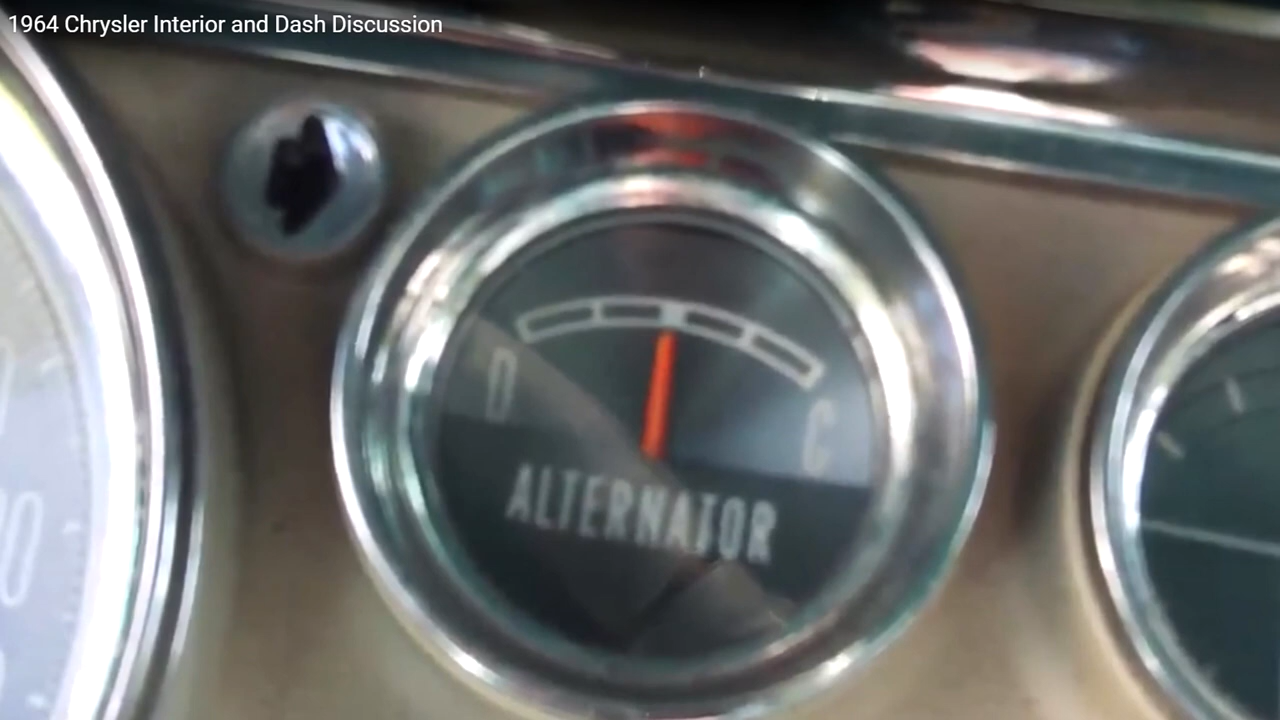 1964 Chrysler Interior and Dash Discussion
D
C
ALTERNATOR